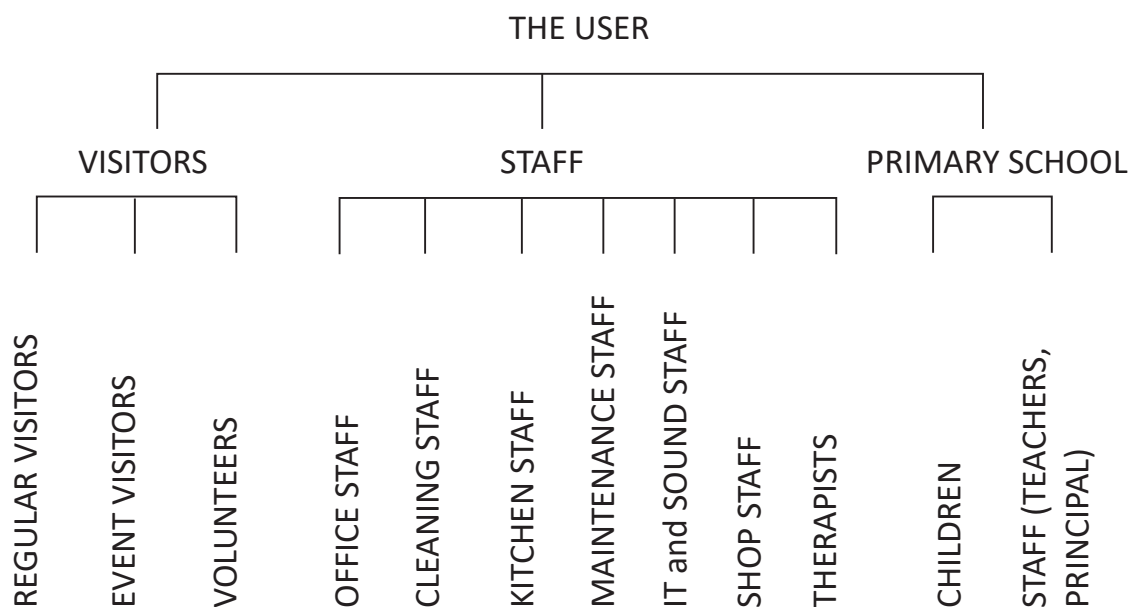 THE USER
VISITORS
STAFF
PRIMARY SCHOOL
REGULAR VISITORS
EVENT VISITORS
VOLUNTEERS
OFFICE STAFF
CLEANING STAFF
KITCHEN STAFF
MAINTENANCE STAFF
IT and SOUND STAFF
SHOP STAFF
THERAPISTS
CHILDREN
STAFF (TEACHERS,
PRINCIPAL)